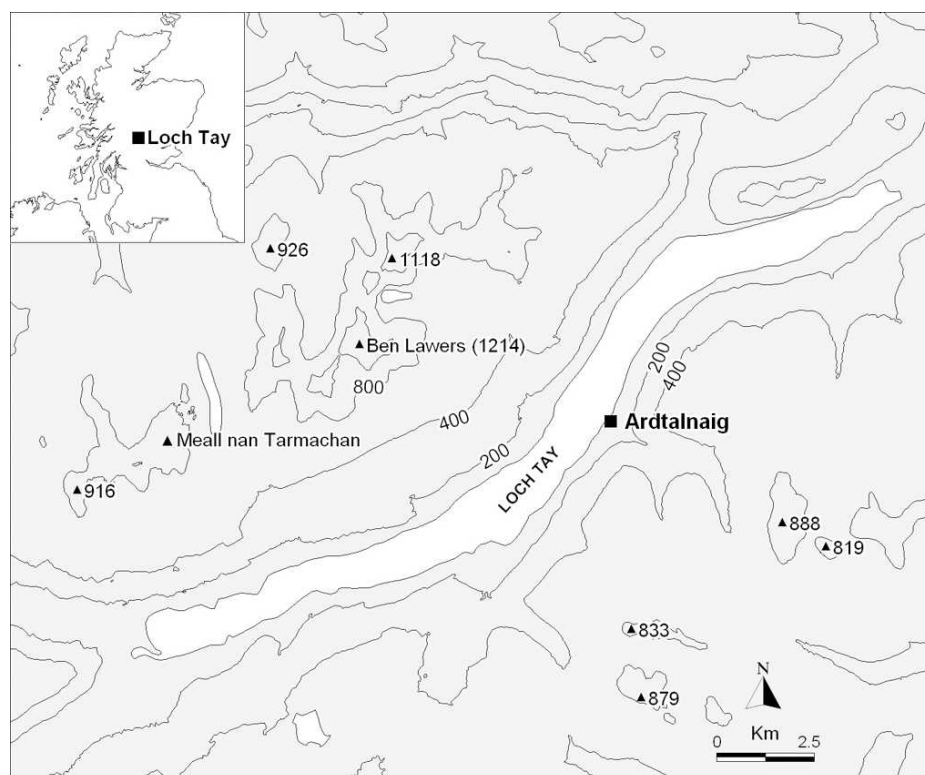 Loch Tay
926
1118
Ben Lawers (1214)
800
400
200
Meall nan Tarmachan
916
LOCH TAY
200
400
Ardtalnaig
888
819
833
879
N
Km
0 2.5